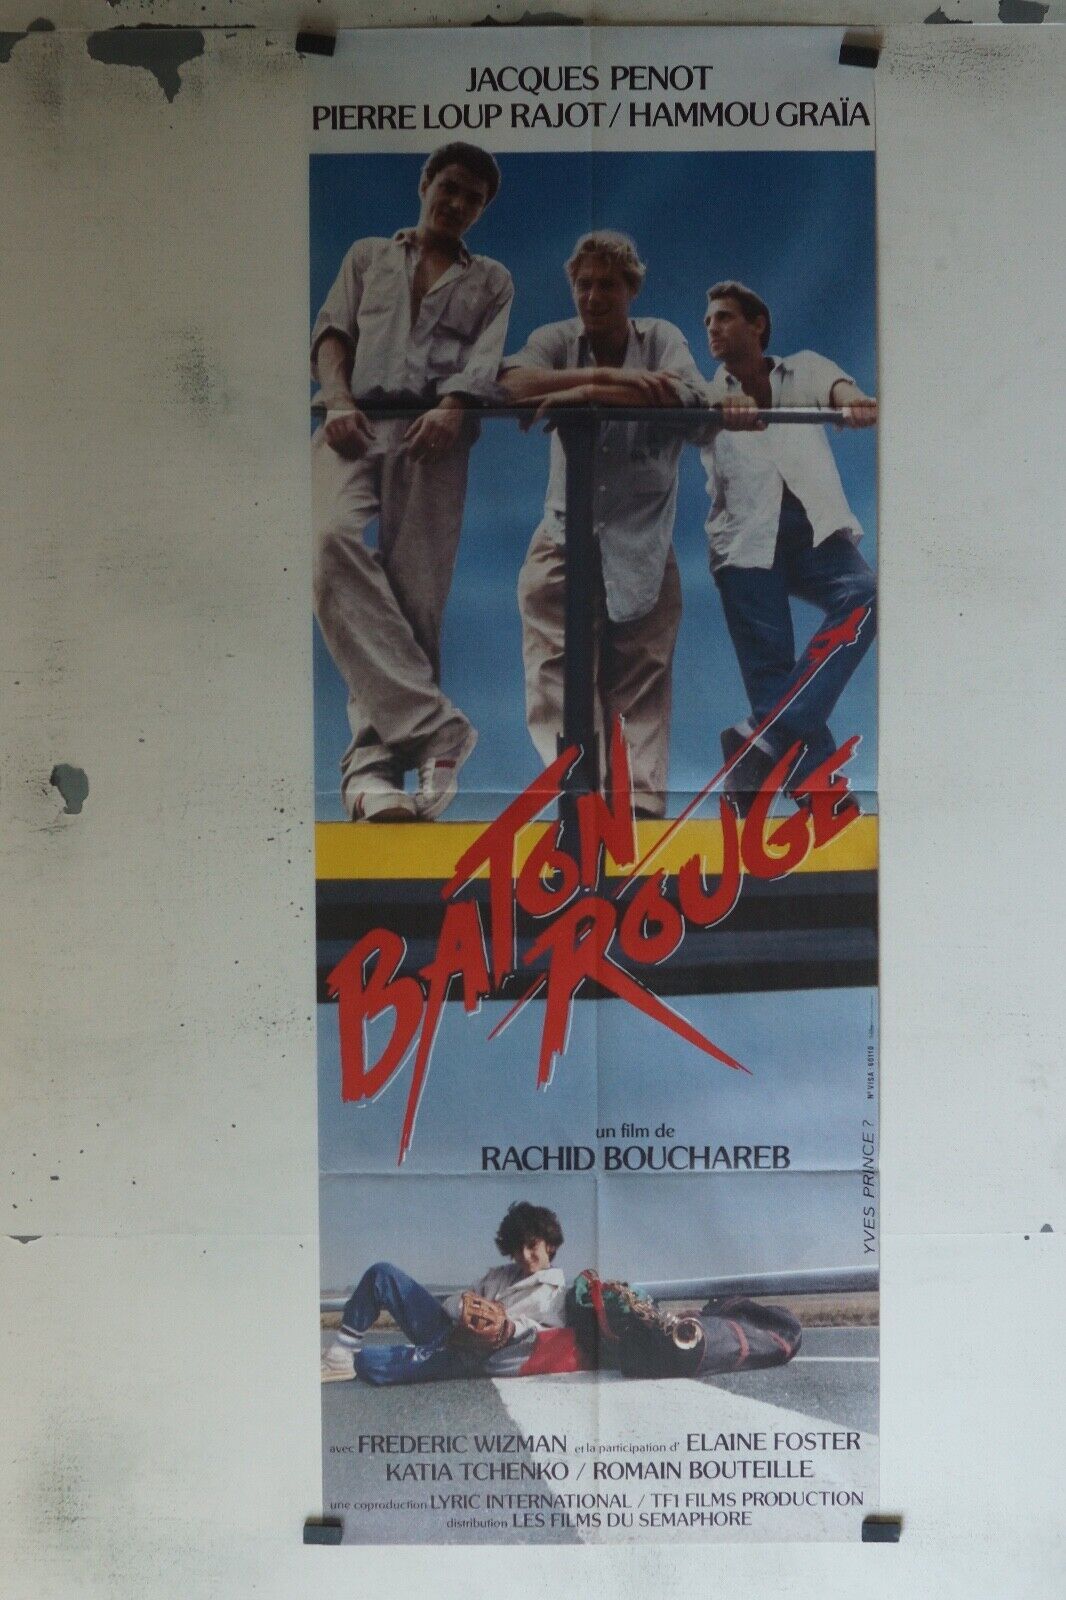 JACQUES PENOT
PIERRE LOUP RAJOT / HAMMOU GRAÏA
BATON
ROUGE
un film de
RACHID BOUCHAREB
YVES PRINCE?
N° VISA : 60110
avec FREDERIC WIZMAN et la participation d' ELAINE FOSTER
KATIA TCHENKO / ROMAIN BOUTEILLE
une coproduction LYRIC INTERNATIONAL / TF1 FILMS PRODUCTION
distribution LES FILMS DU SEMAPHORE